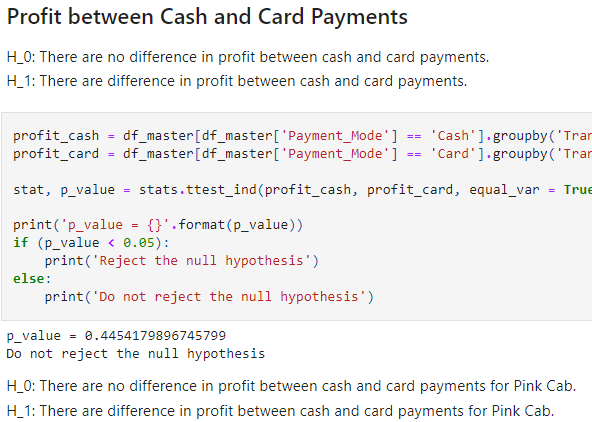 Profit between Cash and Card Payments
H_0: There are no difference in profit between cash and card payments.
H_1: There are difference in profit between cash and card payments.
profit_cash = df_master[df_master['Payment_Mode'] == 'Cash'].groupby('Tran
profit_card = df_master[df_master['Payment_Mode'] == 'Card'].groupby('Tran
stat, p_value = stats.ttest_ind(profit_cash, profit_card, equal_var = True
print('p_value = {}'.format(p_value))
if (p_value < 0.05):
    print('Reject the null hypothesis')
else:
    print('Do not reject the null hypothesis')
p_value = 0.4454179896745799
Do not reject the null hypothesis
H_0: There are no difference in profit between cash and card payments for Pink Cab.
H_1: There are difference in profit between cash and card payments for Pink Cab.